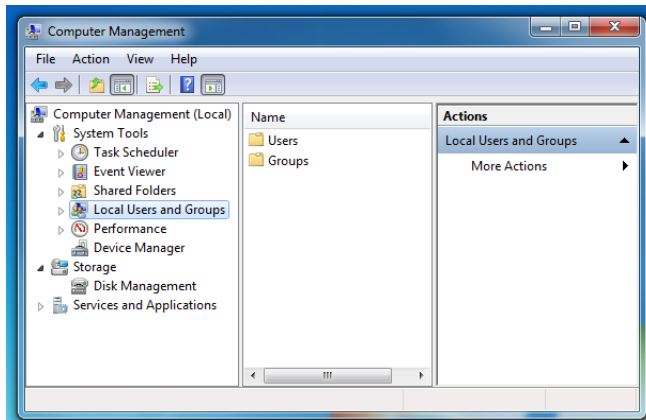 Computer Management
File Action View Help
Computer Management (Local)
System Tools
Task Scheduler
Event Viewer
Shared Folders
Local Users and Groups
Performance
Device Manager
Storage
Disk Management
Services and Applications
Name
Users
Groups
Actions
Local Users and Groups
More Actions